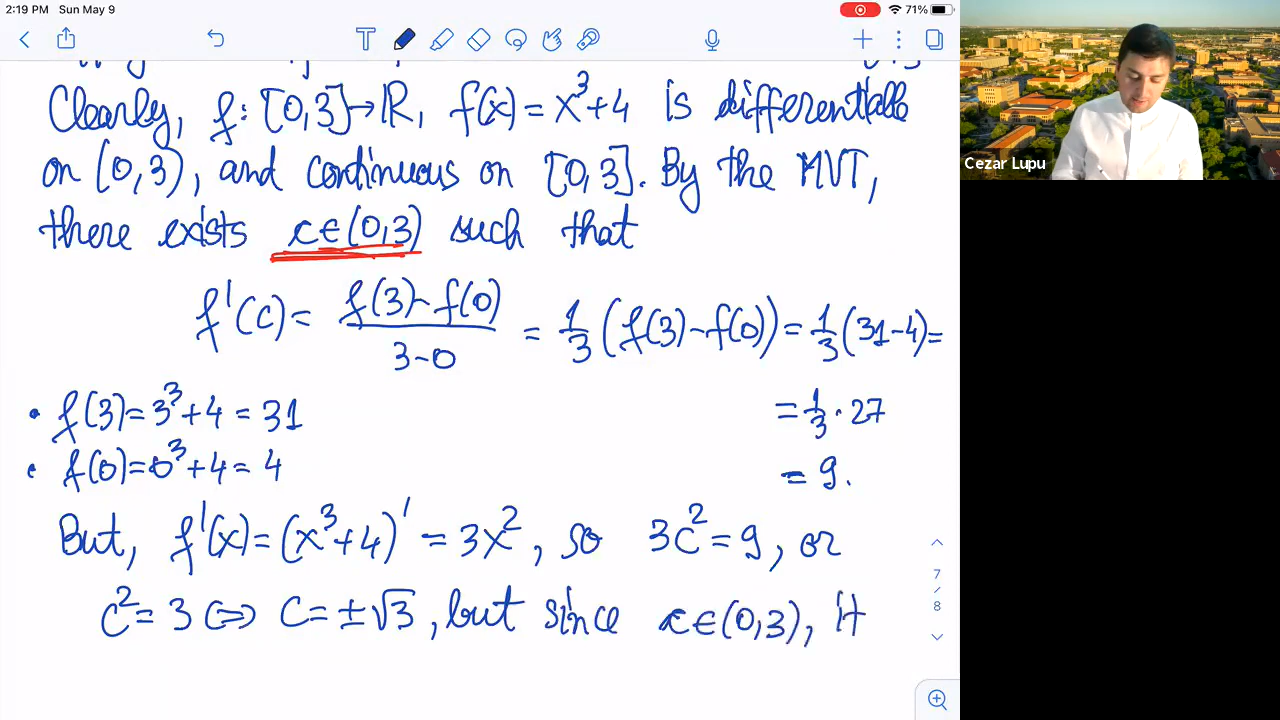 2:19 PM Sun May 9
71%
Clearly, f: [0,3]→ℝ, f(x) = x³+4 is differentiable
on (0,3), and continuous on [0,3]. By the MVT,
there exists c∈(0,3) such that
f'(c) = (f(3)-f(0))/(3-0) = 1/3 (f(3)-f(0)) = 1/3 (31-4) =
• f(3) = 3³+4 = 31
= 1/3 · 27
• f(0) = 0³+4 = 4
= 9.
But, f'(x) = (x³+4)' = 3x², so 3c² = 9, or
c² = 3 ⇔ c = ±√3, but since c∈(0,3), it
7
/
8
Cezar Lupu